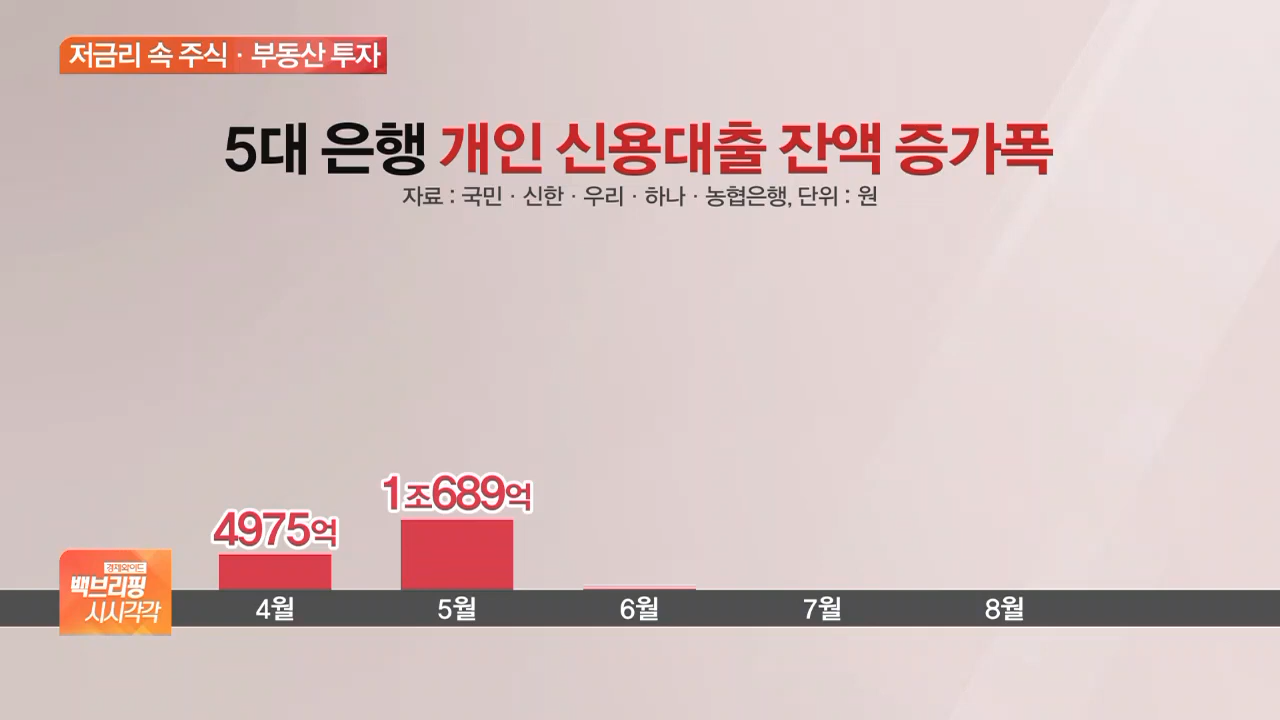 저금리 속 주식 · 부동산 투자
5대 은행 개인 신용대출 잔액 증가폭
자료 : 국민 · 신한 · 우리 · 하나 · 농협은행, 단위 : 원
4975억
1조689억
4월
5월
6월
7월
8월
경제와이드
백브리핑
시시각각